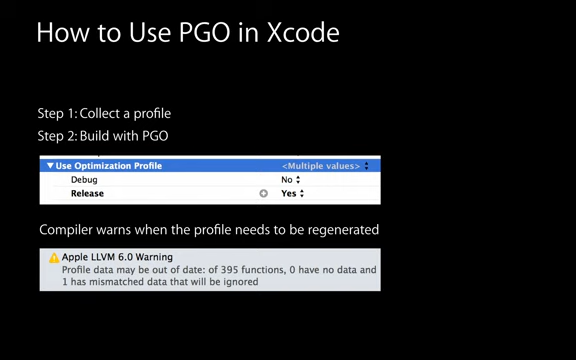 How to Use PGO in Xcode
Step 1: Collect a profile
Step 2: Build with PGO
Use Optimization Profile <Multiple values>
Debug No
Release Yes
Compiler warns when the profile needs to be regenerated
Apple LLVM 6.0 Warning
Profile data may be out of date: of 395 functions, 0 have no data and
1 has mismatched data that will be ignored